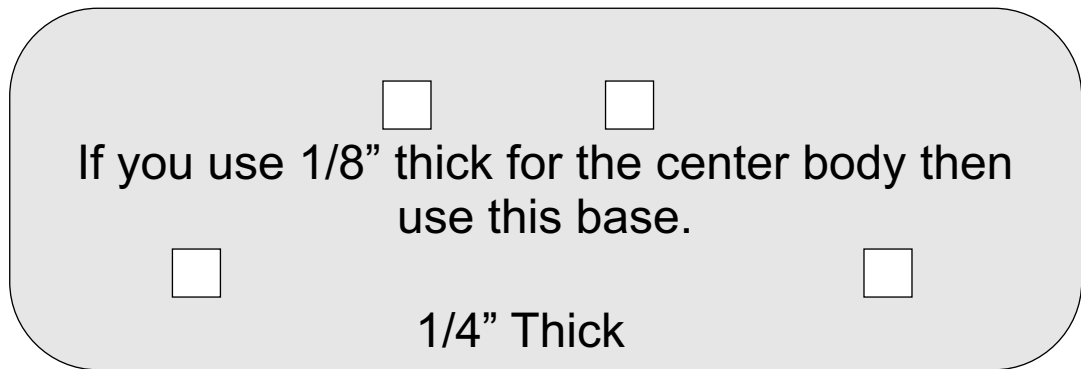 If you use 1/8” thick for the center body then
use this base.
1/4” Thick